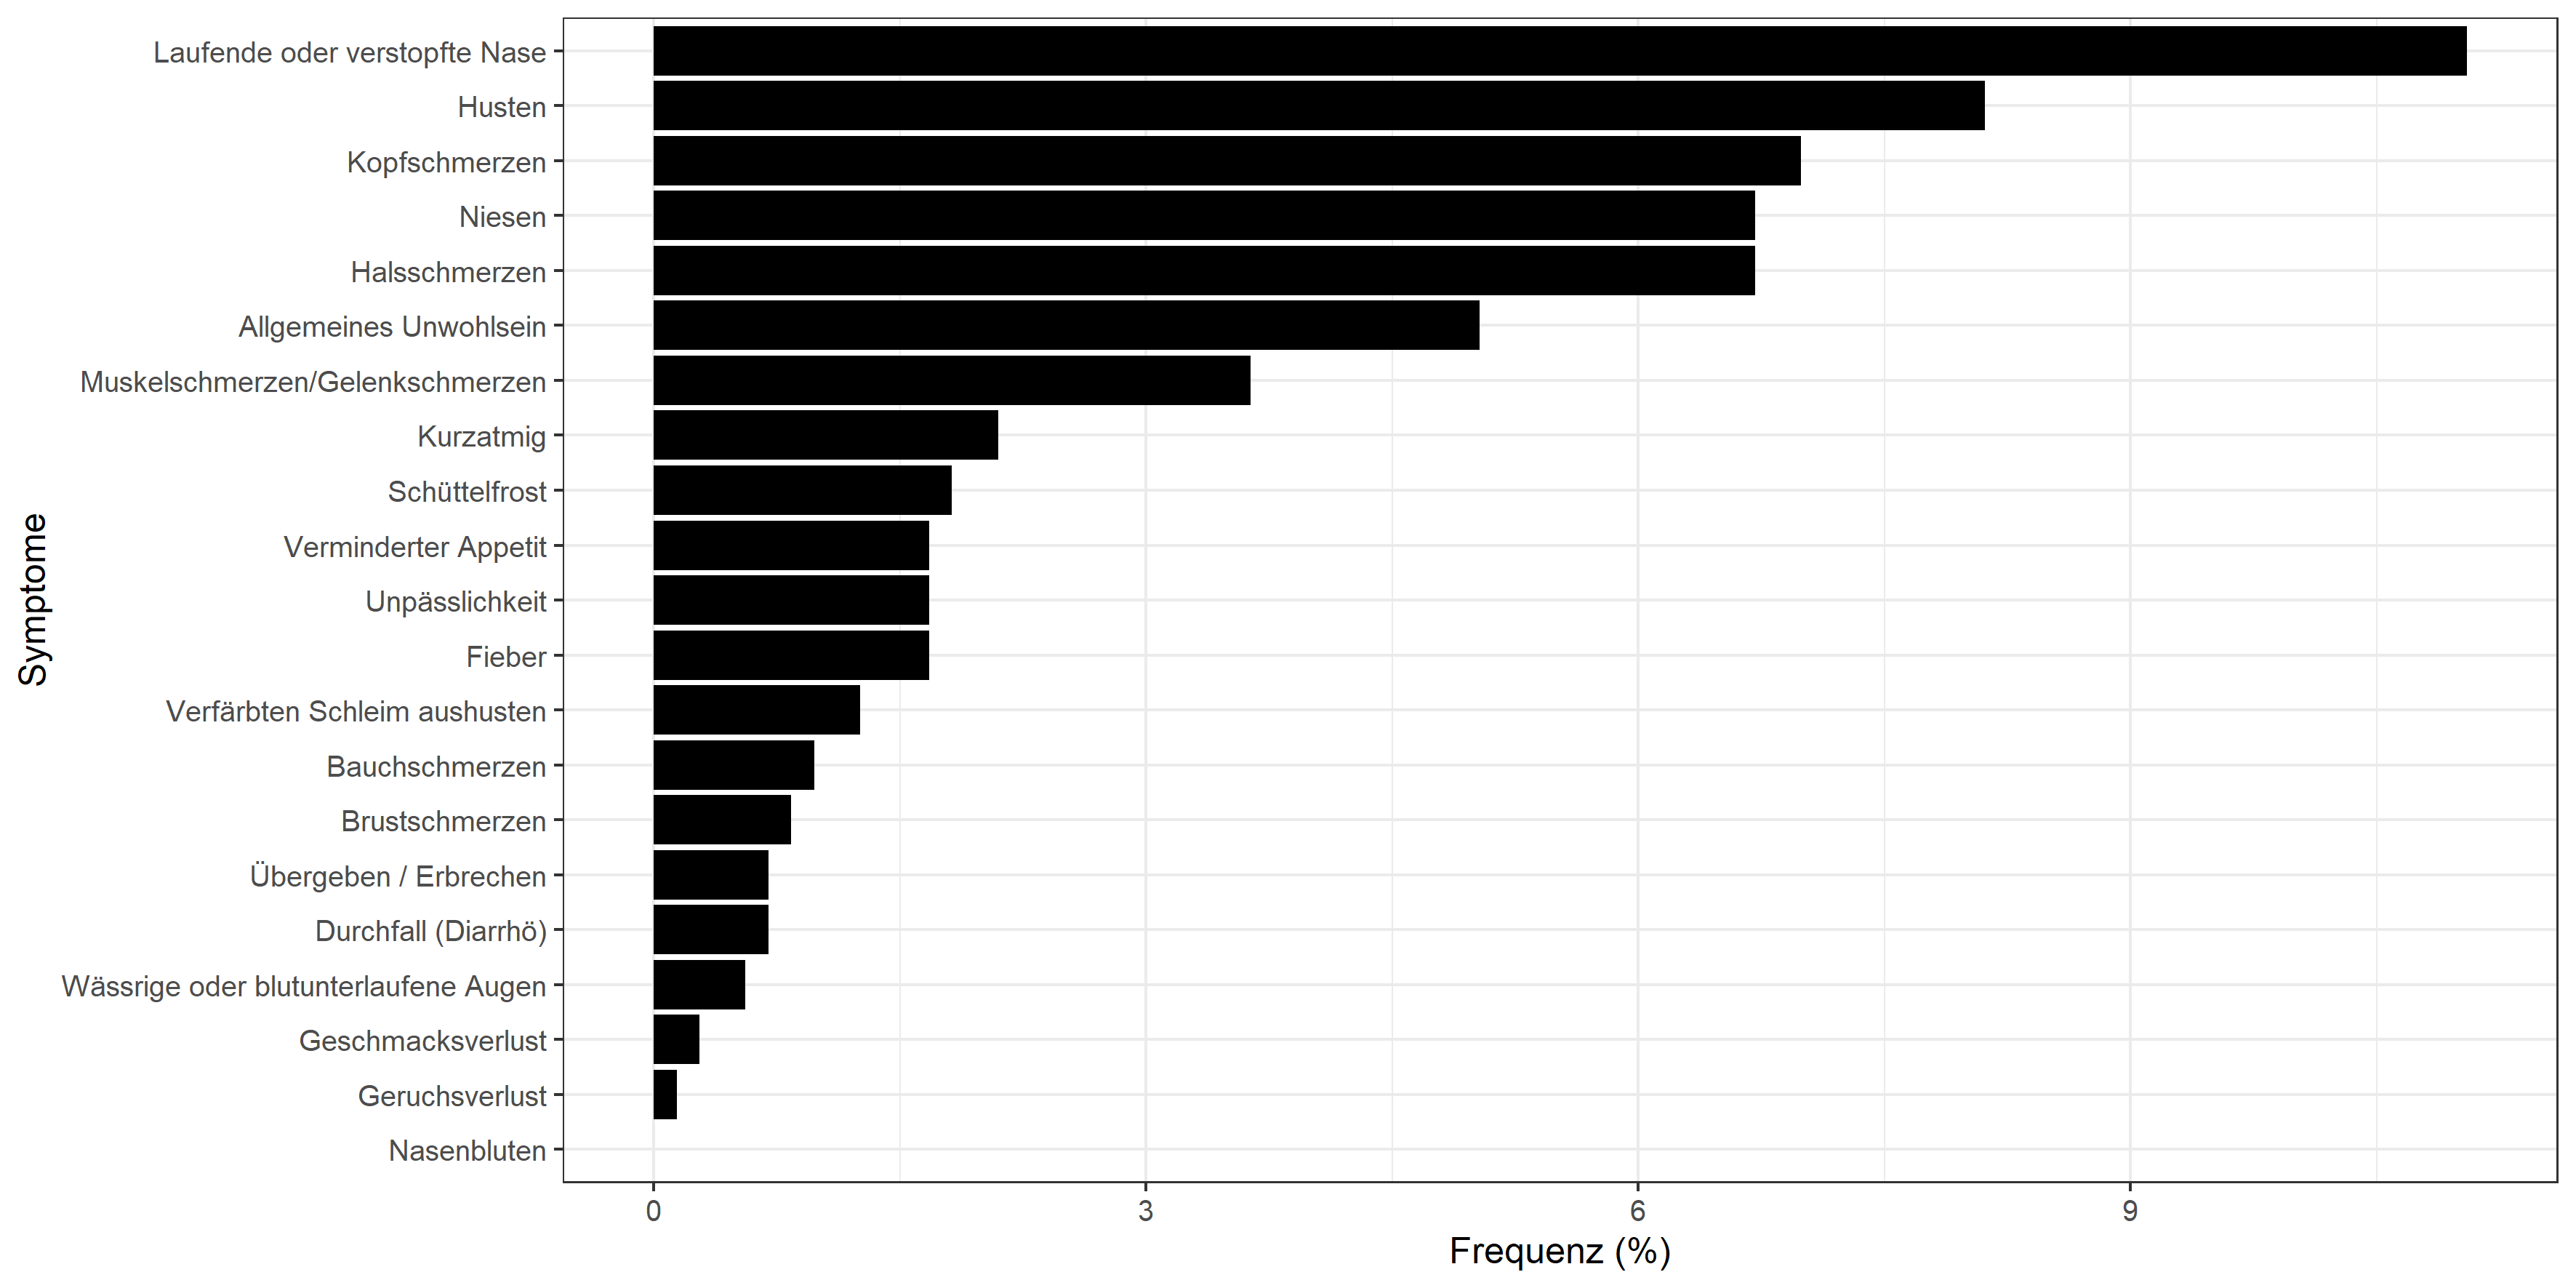 Laufende oder verstopfte Nase
Husten
Kopfschmerzen
Niesen
Halsschmerzen
Allgemeines Unwohlsein
Muskelschmerzen/Gelenkschmerzen
Kurzatmig
Schüttelfrost
Verminderter Appetit
Unpässlichkeit
Fieber
Verfärbten Schleim aushusten
Bauchschmerzen
Brustschmerzen
Übergeben / Erbrechen
Durchfall (Diarrhö)
Wässrige oder blutunterlaufene Augen
Geschmacksverlust
Geruchsverlust
Nasenbluten
Symptome
0 3 6 9
Frequenz (%)